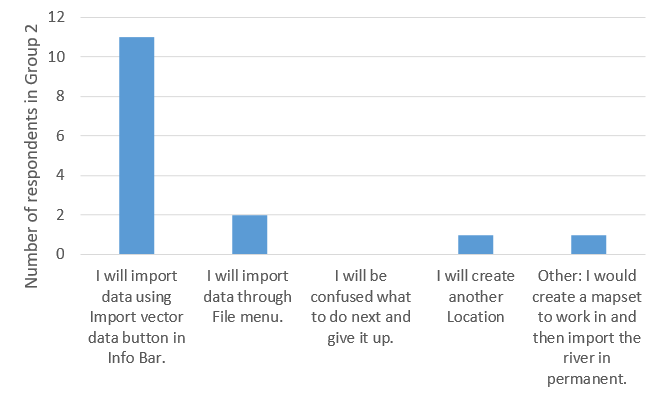 Number of respondents in Group 2
12
10
8
6
4
2
0
I will import
data using
Import vector
data button in
Info Bar.
I will import
data through
File menu.
I will be
confused what
to do next and
give it up.
I will create
another
Location
Other: I would
create a mapset
to work in and
then import the
river in
permanent.